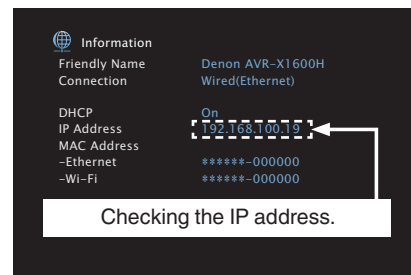 Information
Friendly Name Denon AVR-X1600H
Connection Wired(Ethernet)
DHCP On
IP Address 192.168.100.19
MAC Address
-Ethernet ******-000000
-Wi-Fi ******-000000
Checking the IP address.